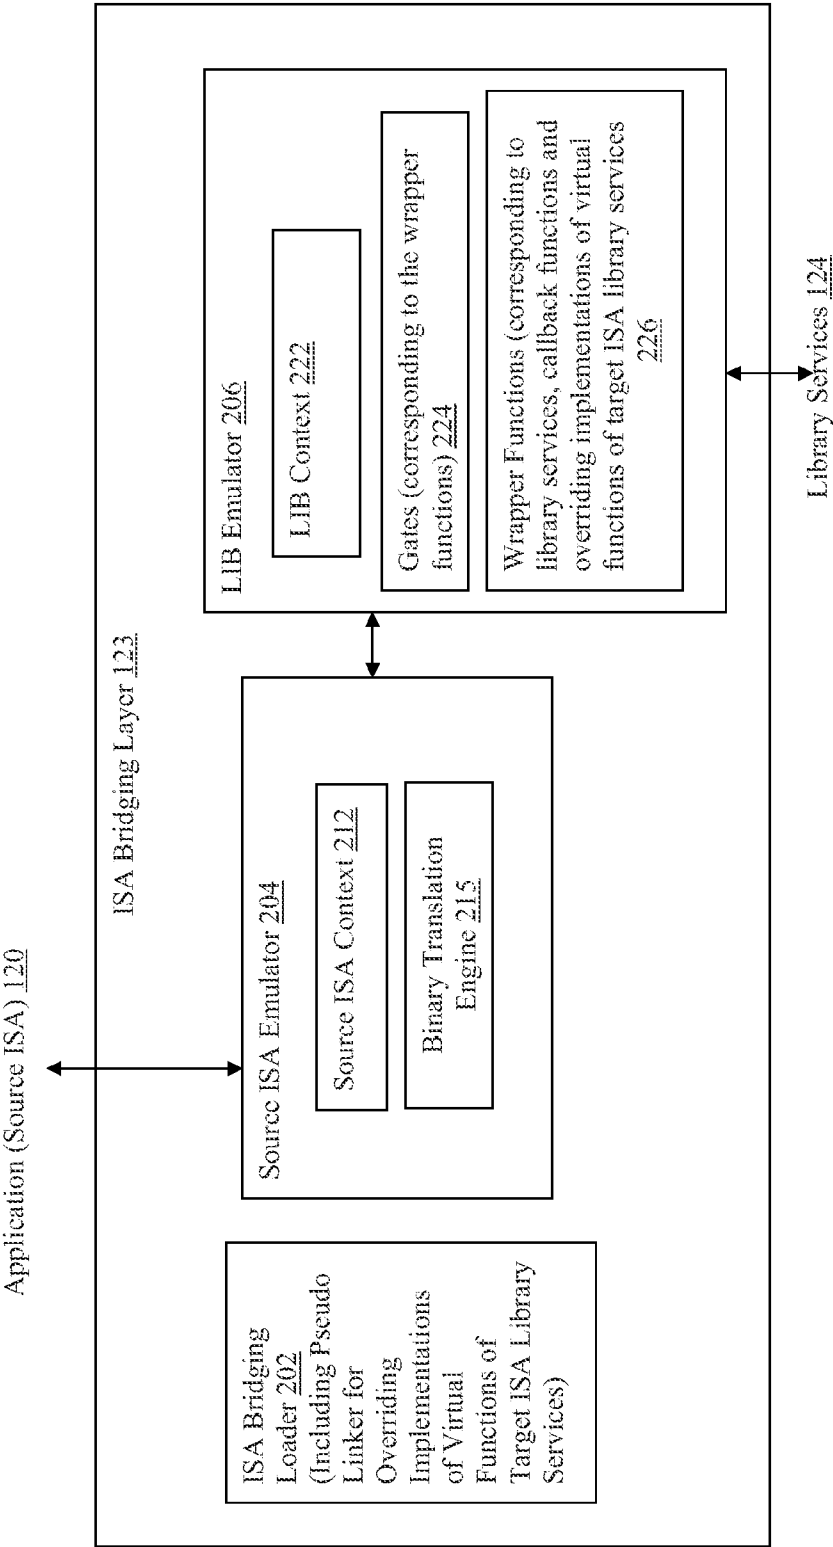 Application (Source ISA) 120
ISA Bridging Layer 123
ISA Bridging
Loader 202
(Including Pseudo
Linker for
Overriding
Implementations
of Virtual
Functions of
Target ISA Library
Services)
Source ISA Emulator 204
Source ISA Context 212
Binary Translation
Engine 215
LIB Emulator 206
LIB Context 222
Gates (corresponding to the wrapper
functions) 224
Wrapper Functions (corresponding to
library services, callback functions and
overriding implementations of virtual
functions of target ISA library services
226
Library Services 124